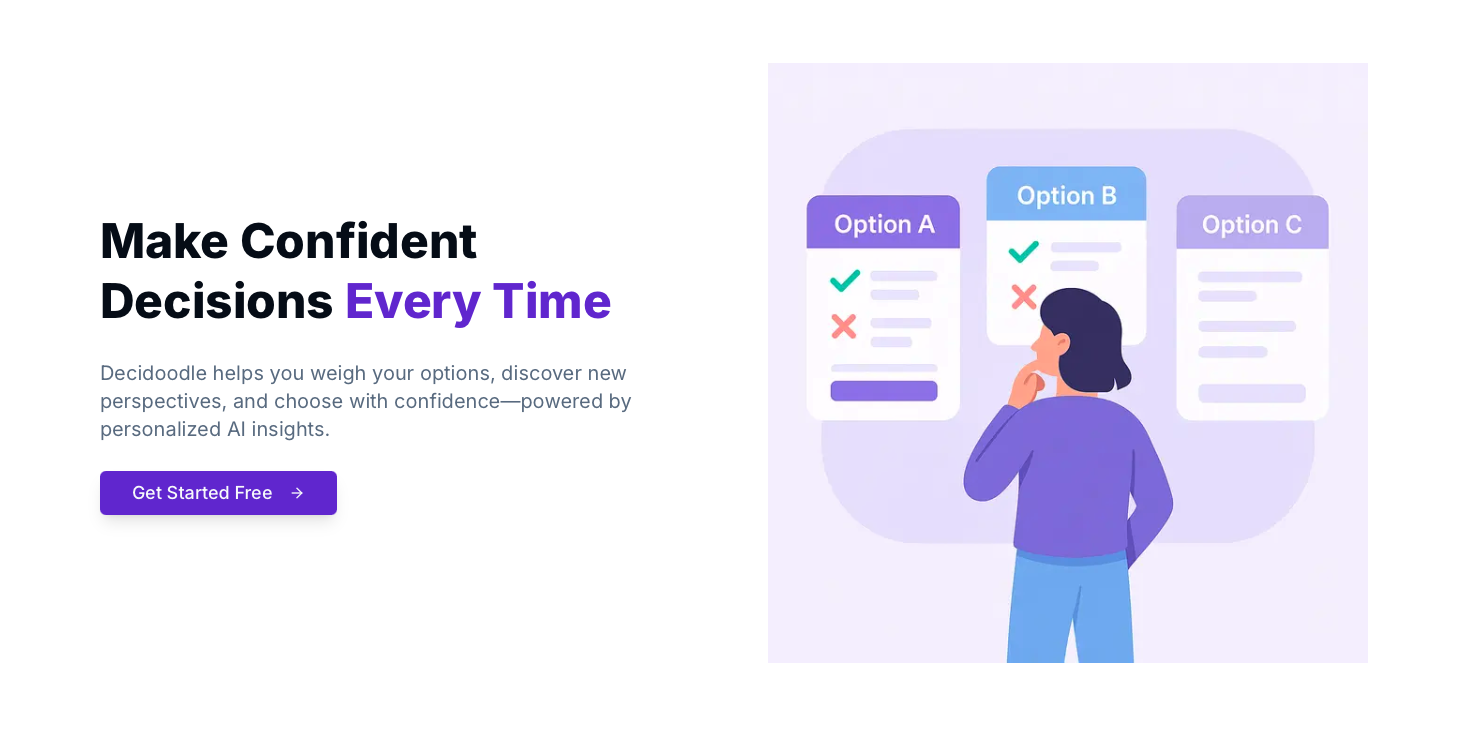 Make Confident
Decisions Every Time
Decidoodle helps you weigh your options, discover new
perspectives, and choose with confidence—powered by
personalized AI insights.
Get Started Free →
Option A
Option B
Option C